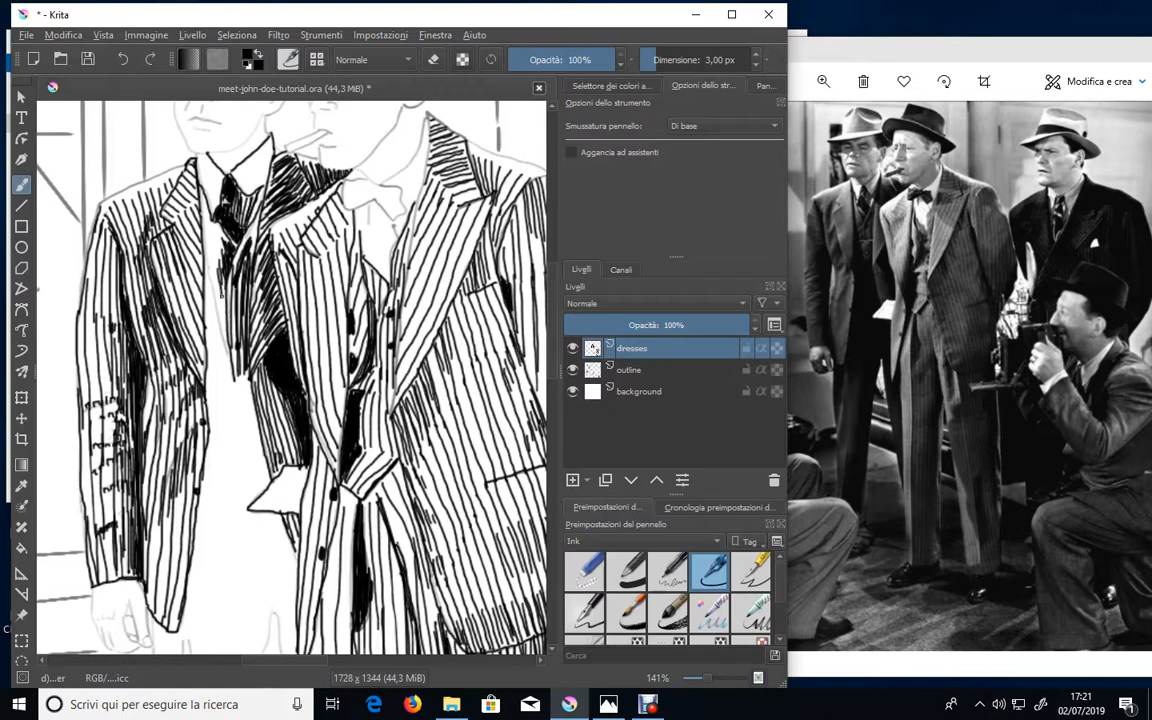 * - Krita
File Modifica Vista Immagine Livello Seleziona Filtro Strumenti Impostazioni Finestra Aiuto
Normale Opacità: 100% Dimensione: 3,00 px
meet-john-doe-tutorial.ora (44,3 MiB) *
Selettore dei colori a... Opzioni dello str... Pan...
Opzioni dello strumento
Smussatura pennello: Di base
Aggancia ad assistenti
Livelli Canali
Livelli
Normale
Opacità: 100%
dresses
outline
background
Preimpostazioni d... Cronologia preimpostazioni d...
Preimpostazioni del pennello
Ink Tag
Cerca
d)...er RGB/....icc 1728 x 1344 (44,3 MiB) 141%
Modifica e crea
Scrivi qui per eseguire la ricerca
17:21
02/07/2019
1